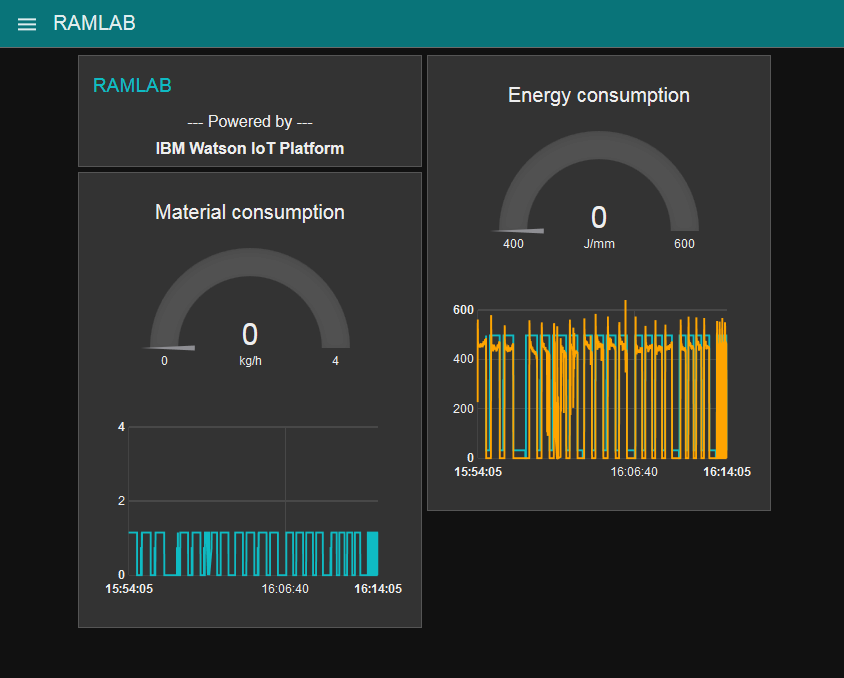 RAMLAB
RAMLAB
--- Powered by ---
IBM Watson IoT Platform
Material consumption
0
kg/h
0
4
4
2
0
15:54:05
16:06:40
16:14:05
Energy consumption
0
400
J/mm
600
600
400
200
0
15:54:05
16:06:40
16:14:05